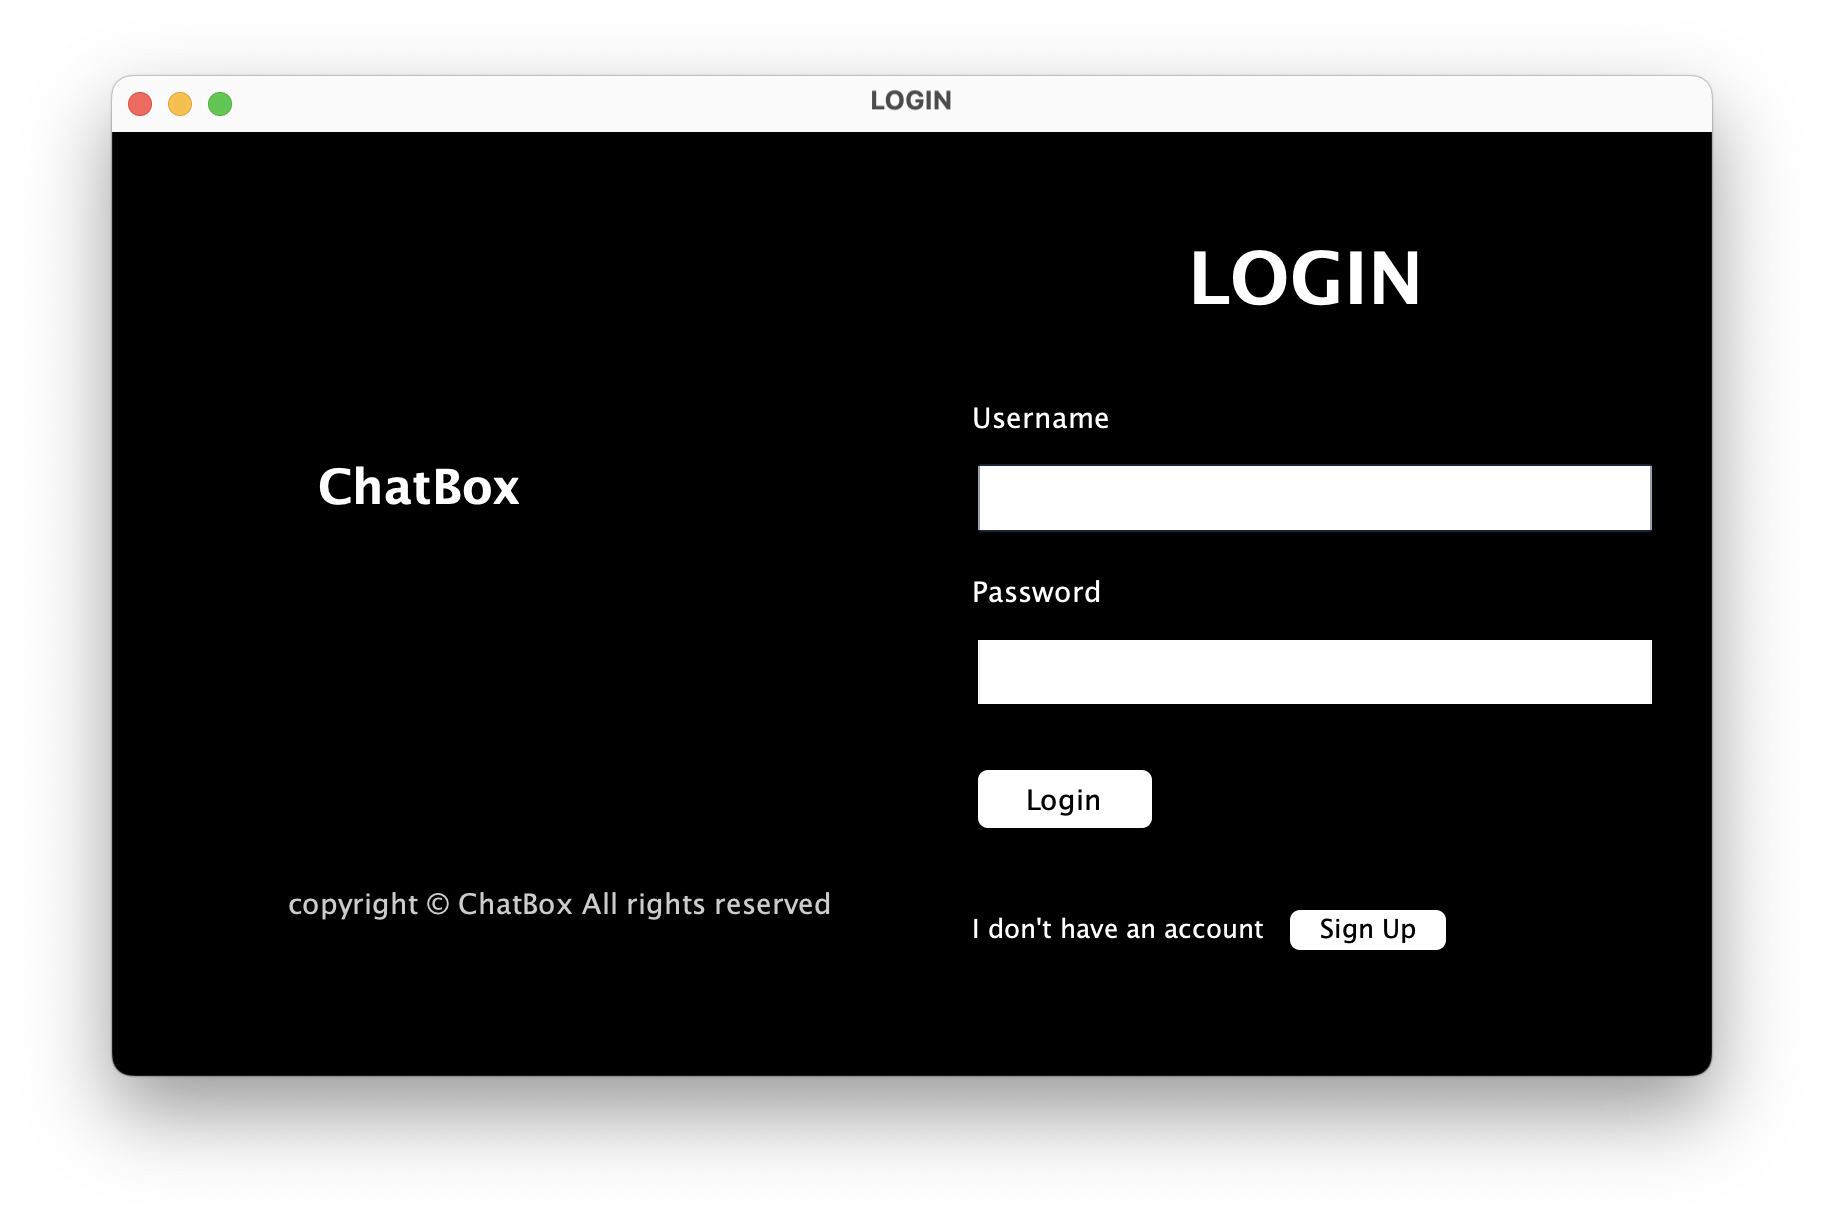 LOGIN
ChatBox
copyright © ChatBox All rights reserved
LOGIN
Username
Password
Login
I don't have an account
Sign Up